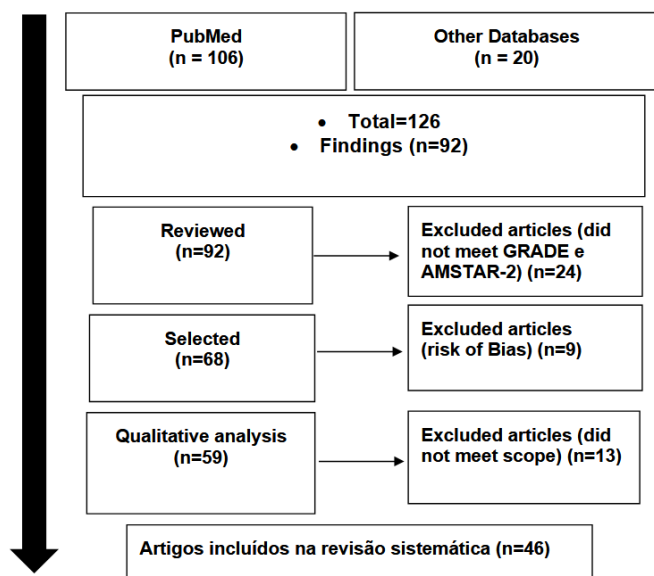 PubMed
(n = 106)
Other Databases
(n = 20)
• Total=126
• Findings (n=92)
Reviewed
(n=92)
Excluded articles (did
not meet GRADE e
AMSTAR-2) (n=24)
Selected
(n=68)
Excluded articles
(risk of Bias) (n=9)
Qualitative analysis
(n=59)
Excluded articles (did
not meet scope) (n=13)
Artigos incluídos na revisão sistemática (n=46)